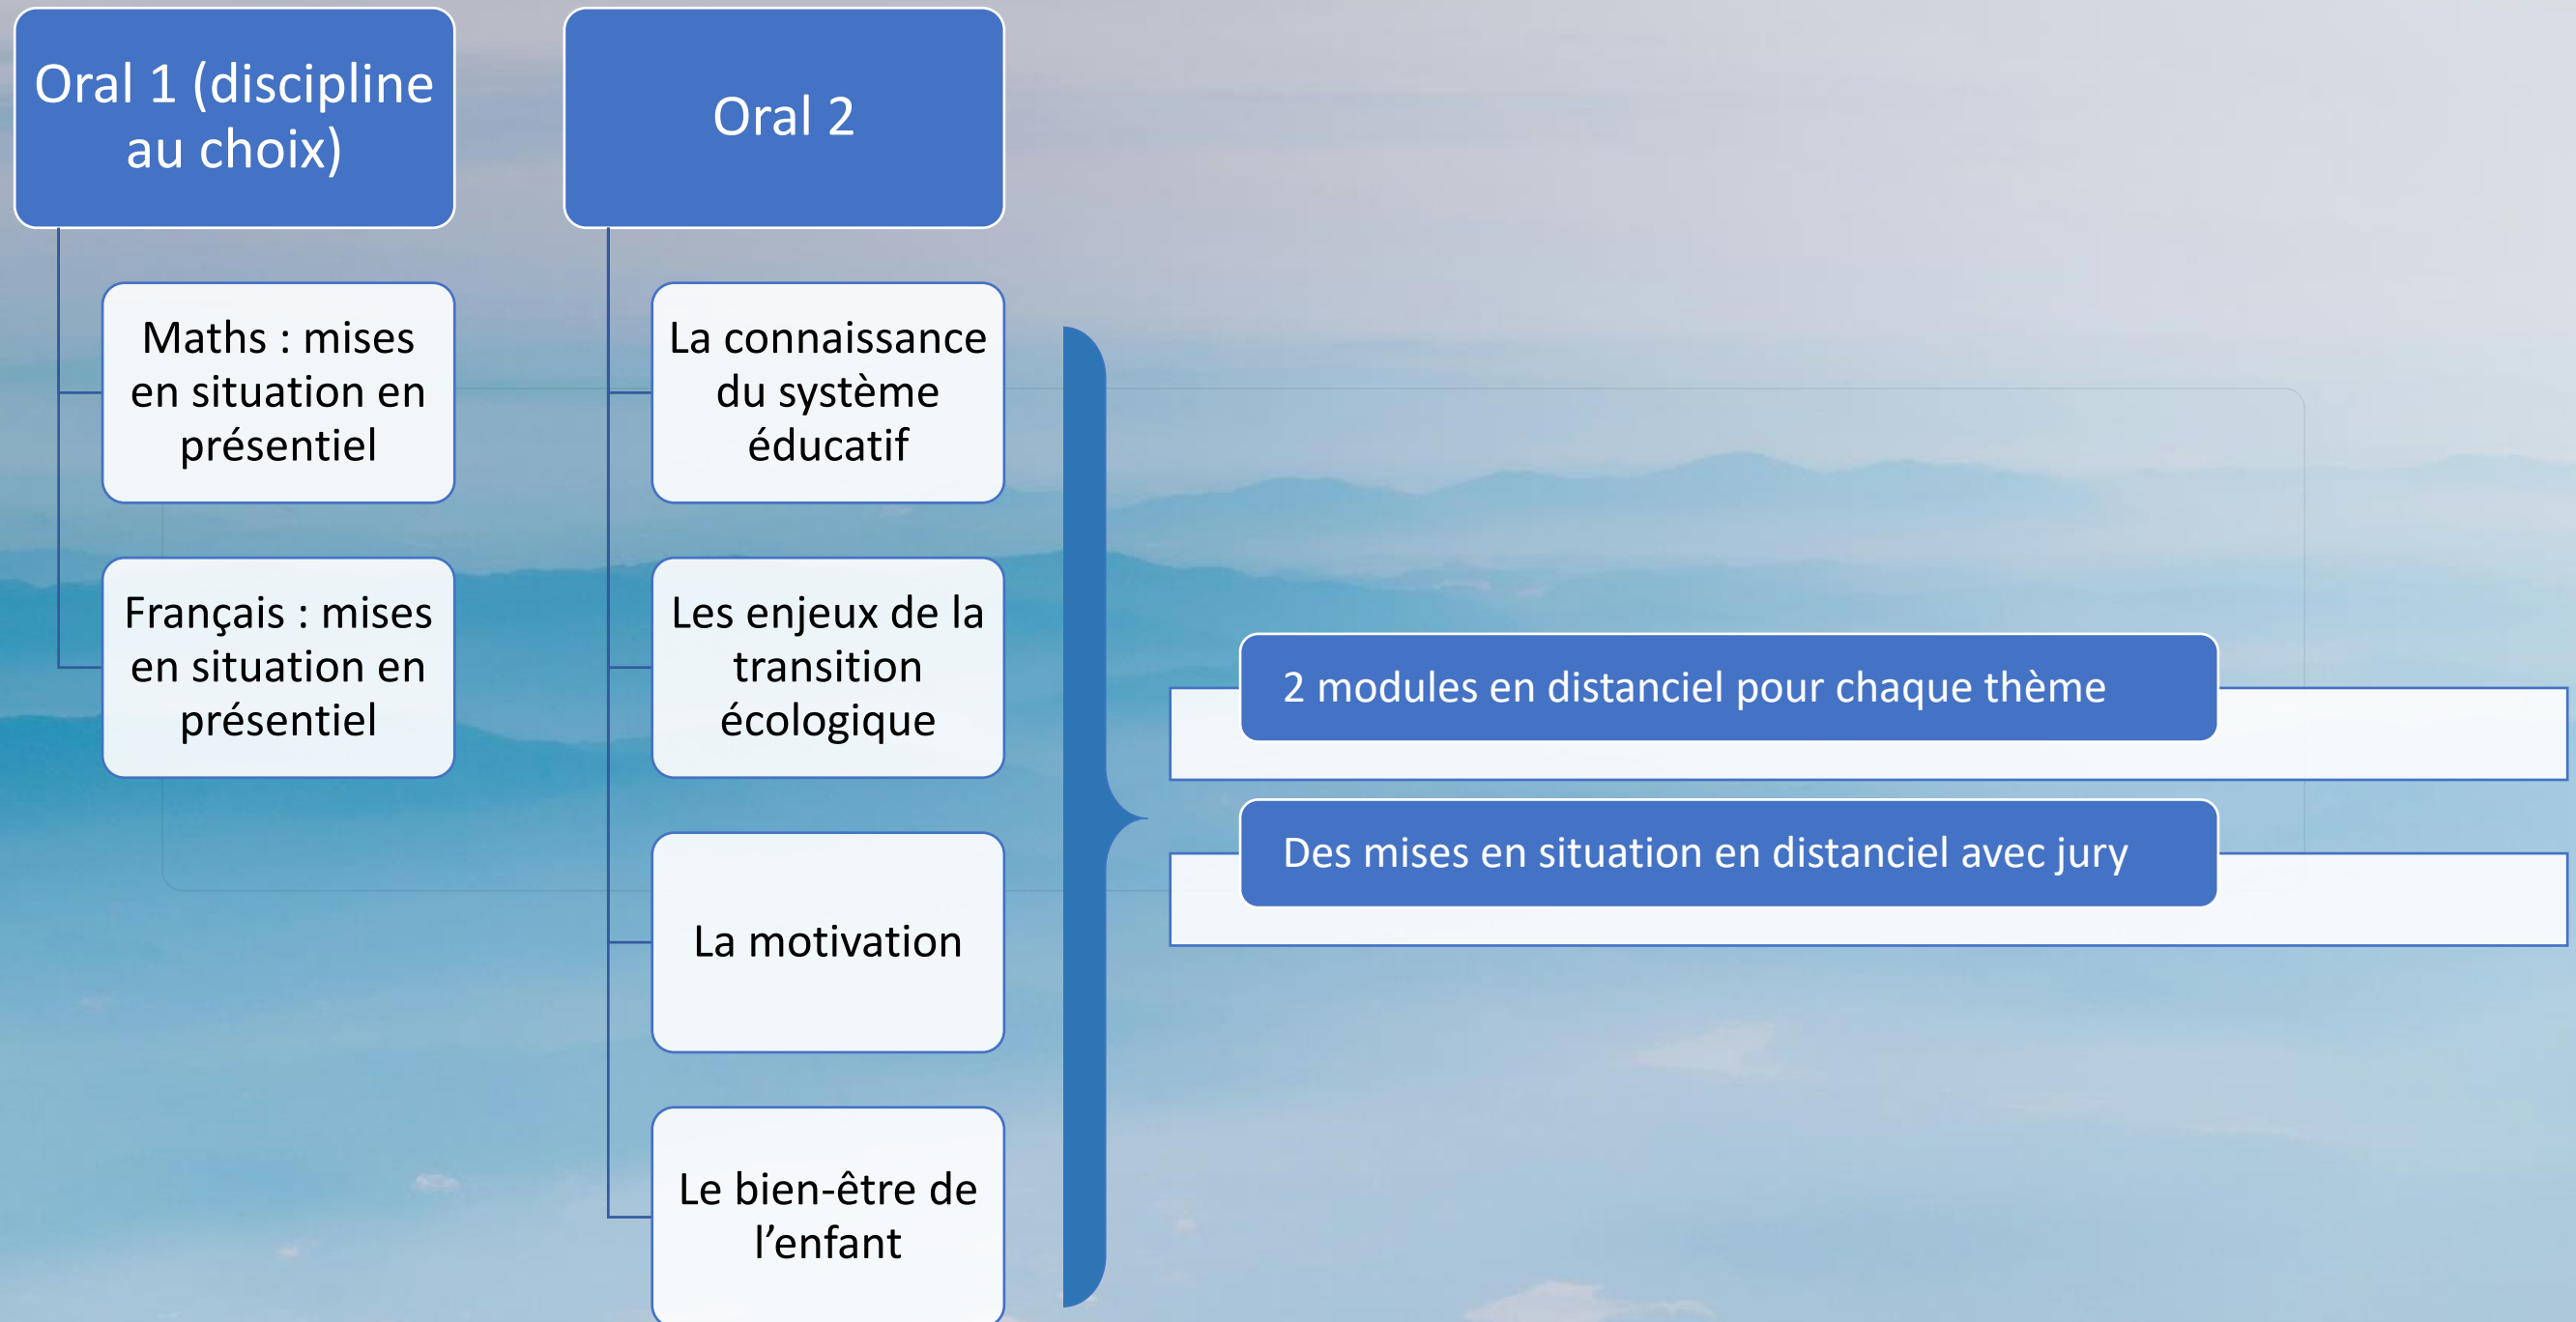 Oral 1 (discipline
au choix)
Maths : mises
en situation en
présentiel
Français : mises
en situation en
présentiel
Oral 2
La connaissance
du système
éducatif
Les enjeux de la
transition
écologique
La motivation
Le bien-être de
l’enfant
2 modules en distanciel pour chaque thème
Des mises en situation en distanciel avec jury